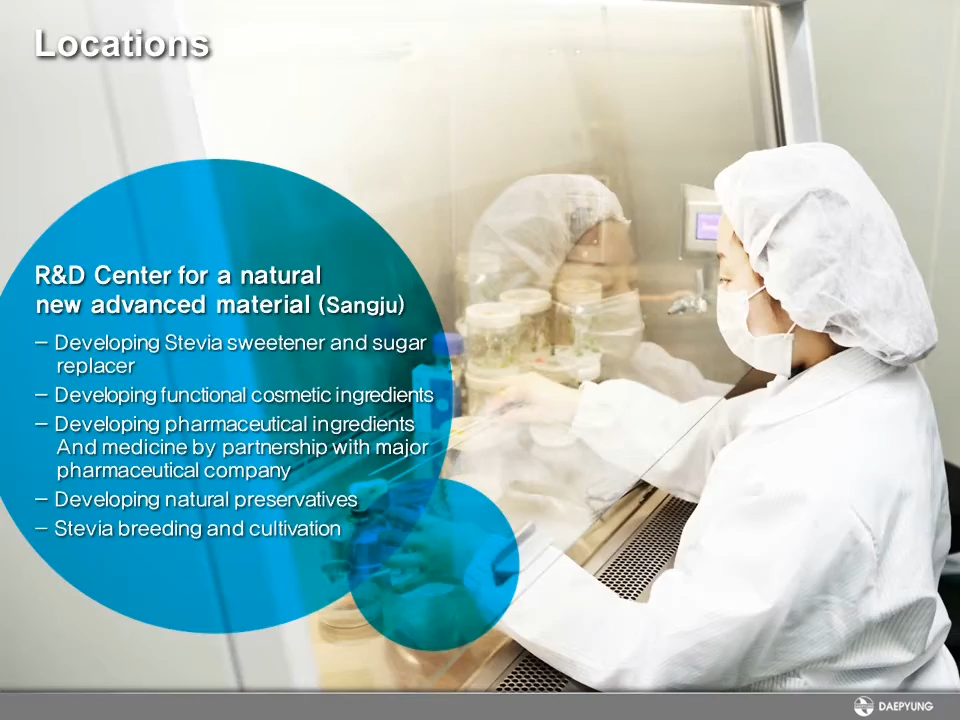 Locations
R&D Center for a natural
new advanced material (Sangju)
– Developing Stevia sweetener and sugar
replacer
– Developing functional cosmetic ingredients
– Developing pharmaceutical ingredients
And medicine by partnership with major
pharmaceutical company
– Developing natural preservatives
– Stevia breeding and cultivation
DAEPYUNG